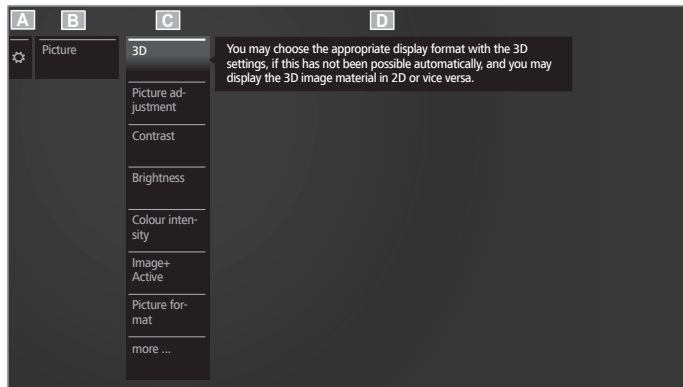 A B C D
Picture
3D
You may choose the appropriate display format with the 3D
settings, if this has not been possible automatically, and you may
display the 3D image material in 2D or vice versa.
Picture ad-
justment
Contrast
Brightness
Colour inten-
sity
Image+
Active
Picture for-
mat
more ...